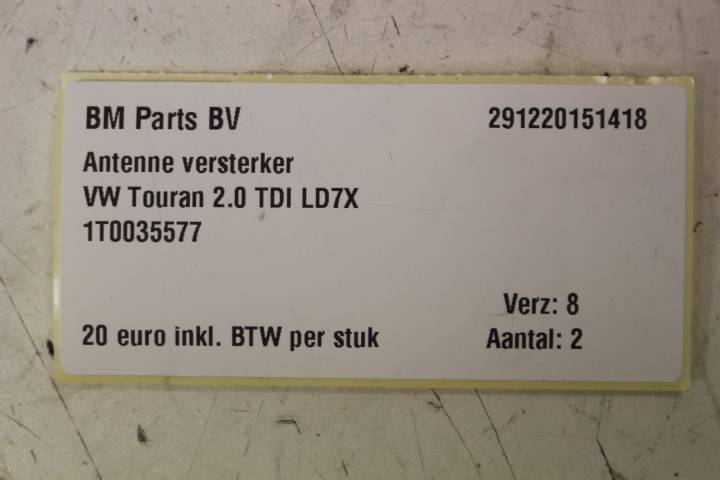 BM Parts BV 291220151418
Antenne versterker
VW Touran 2.0 TDI LD7X
1T0035577
Verz: 8
20 euro inkl. BTW per stuk Aantal: 2